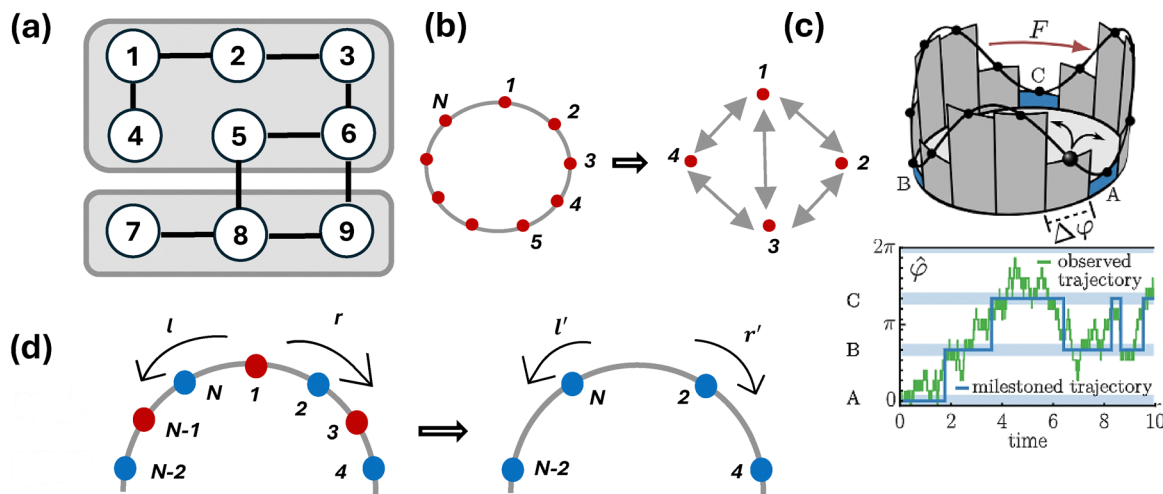 (a)
1 2 3
4 5 6
7 8 9
(b)
1
2
3
4
5
N
1
2
3
4
(c)
F
C
B
A
Δφ
2π
φ̂
observed
trajectory
C
π
B
milestoned trajectory
A
0
0 2 4 6 8 10
time
(d)
l
r
N
1
2
N-1
3
N-2
4
l'
r'
N
2
N-2
4